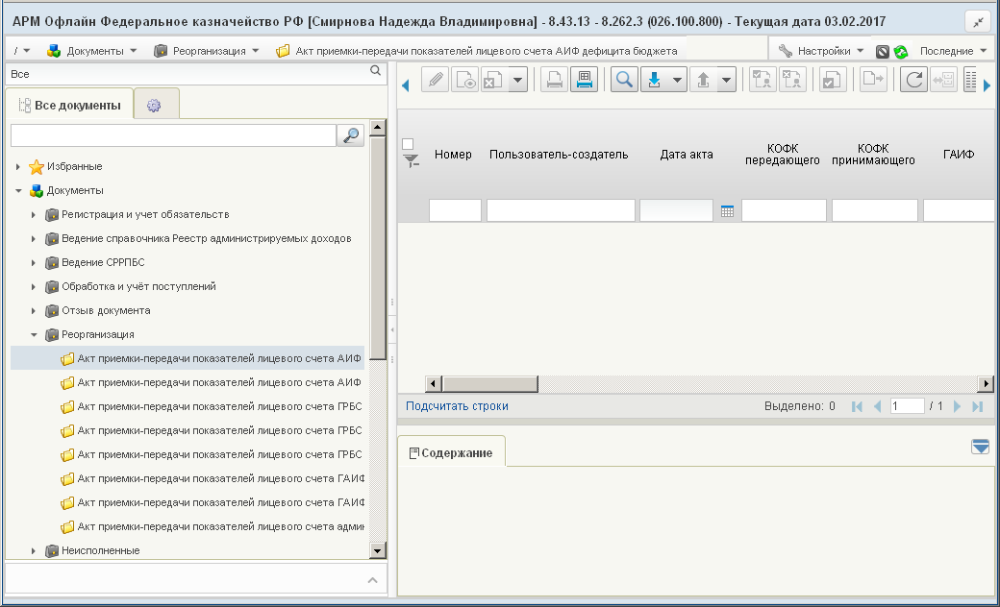 АРМ Офлайн Федеральное казначейство РФ [Смирнова Надежда Владимировна] - 8.43.13 - 8.262.3 (026.100.800) - Текущая дата 03.02.2017
/ Документы Реорганизация Акт приемки-передачи показателей лицевого счета АИФ дефицита бюджета Настройки Последние
Все
Все документы
Избранные
Документы
Регистрация и учет обязательств
Ведение справочника Реестр администрируемых доходов
Ведение СРРПБС
Обработка и учёт поступлений
Отзыв документа
Реорганизация
Акт приемки-передачи показателей лицевого счета АИФ
Акт приемки-передачи показателей лицевого счета АИФ
Акт приемки-передачи показателей лицевого счета ГРБС
Акт приемки-передачи показателей лицевого счета ГРБС
Акт приемки-передачи показателей лицевого счета ГРБС
Акт приемки-передачи показателей лицевого счета ГАИФ
Акт приемки-передачи показателей лицевого счета ГАИФ
Акт приемки-передачи показателей лицевого счета админ
Неисполненные
Номер
Пользователь-создатель
Дата акта
КОФК
передающего
КОФК
принимающего
ГАИФ
Подсчитать строки
Выделено: 0
1 / 1
Содержание